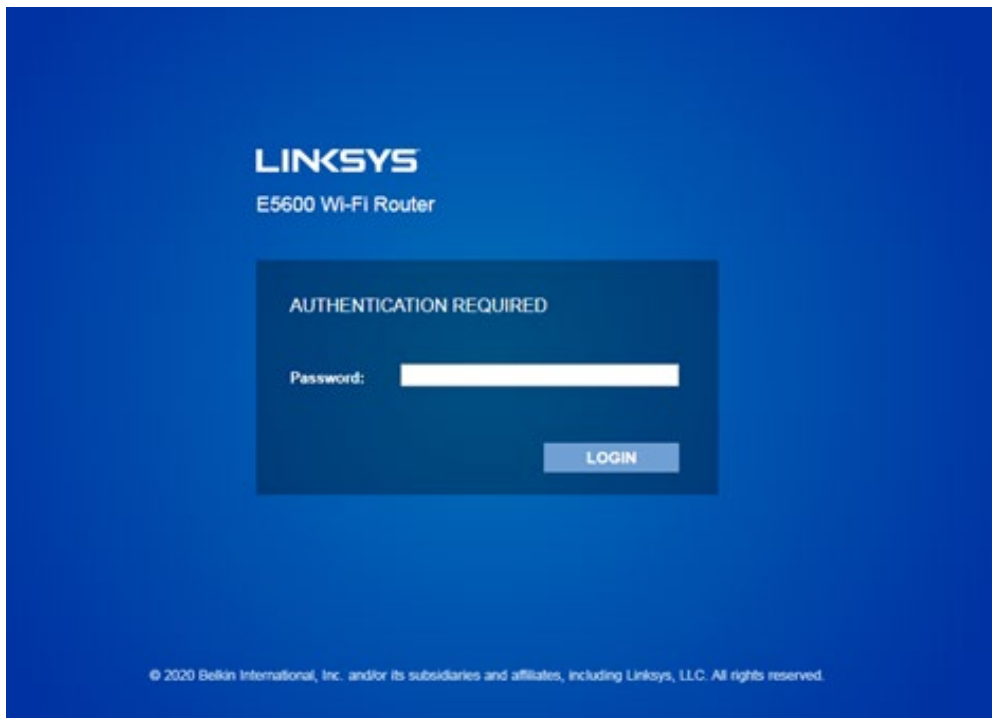 LINKSYS
E5600 Wi-Fi Router
AUTHENTICATION REQUIRED
Password:
LOGIN
© 2020 Belkin International, Inc. and/or its subsidiaries and affiliates, including Linksys, LLC. All rights reserved.